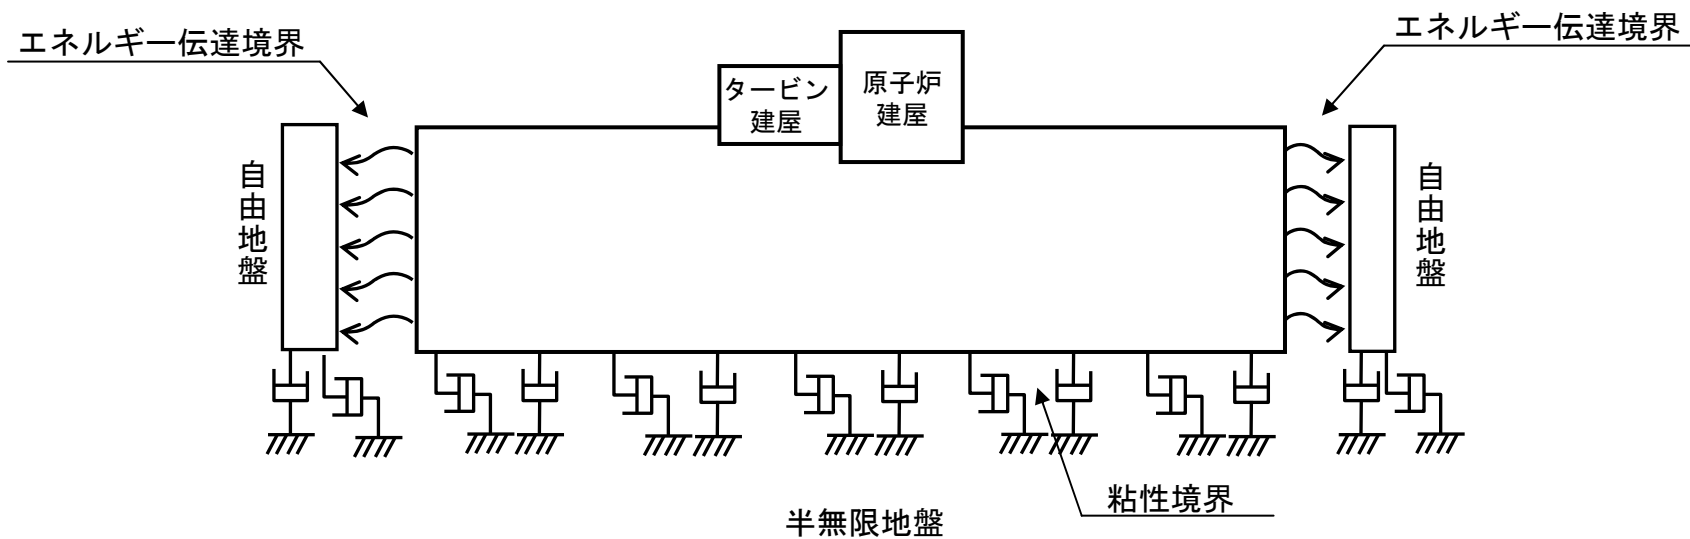 エネルギー伝達境界
エネルギー伝達境界
タービン
建屋
原子炉
建屋
自由地盤
自由地盤
粘性境界
半無限地盤